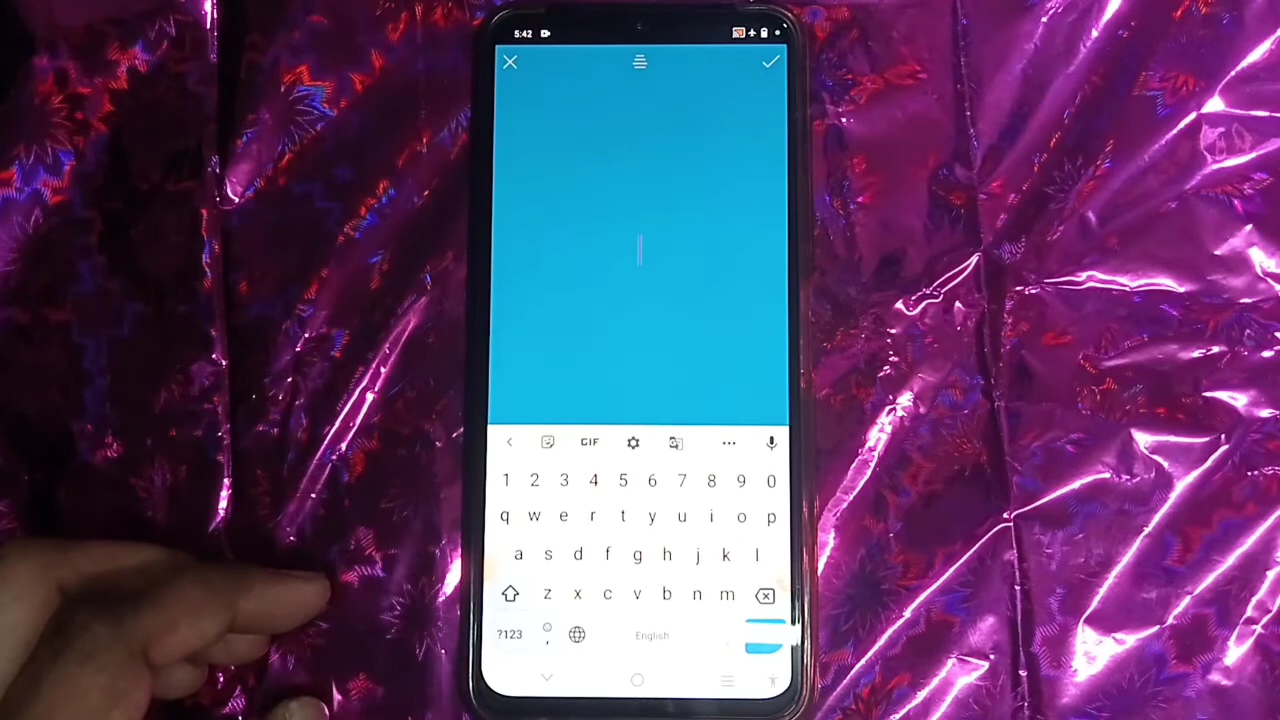 5:42
GIF
1 2 3 4 5 6 7 8 9 0
q w e r t y u i o p
a s d f g h j k l
z x c v b n m
?123 , English .